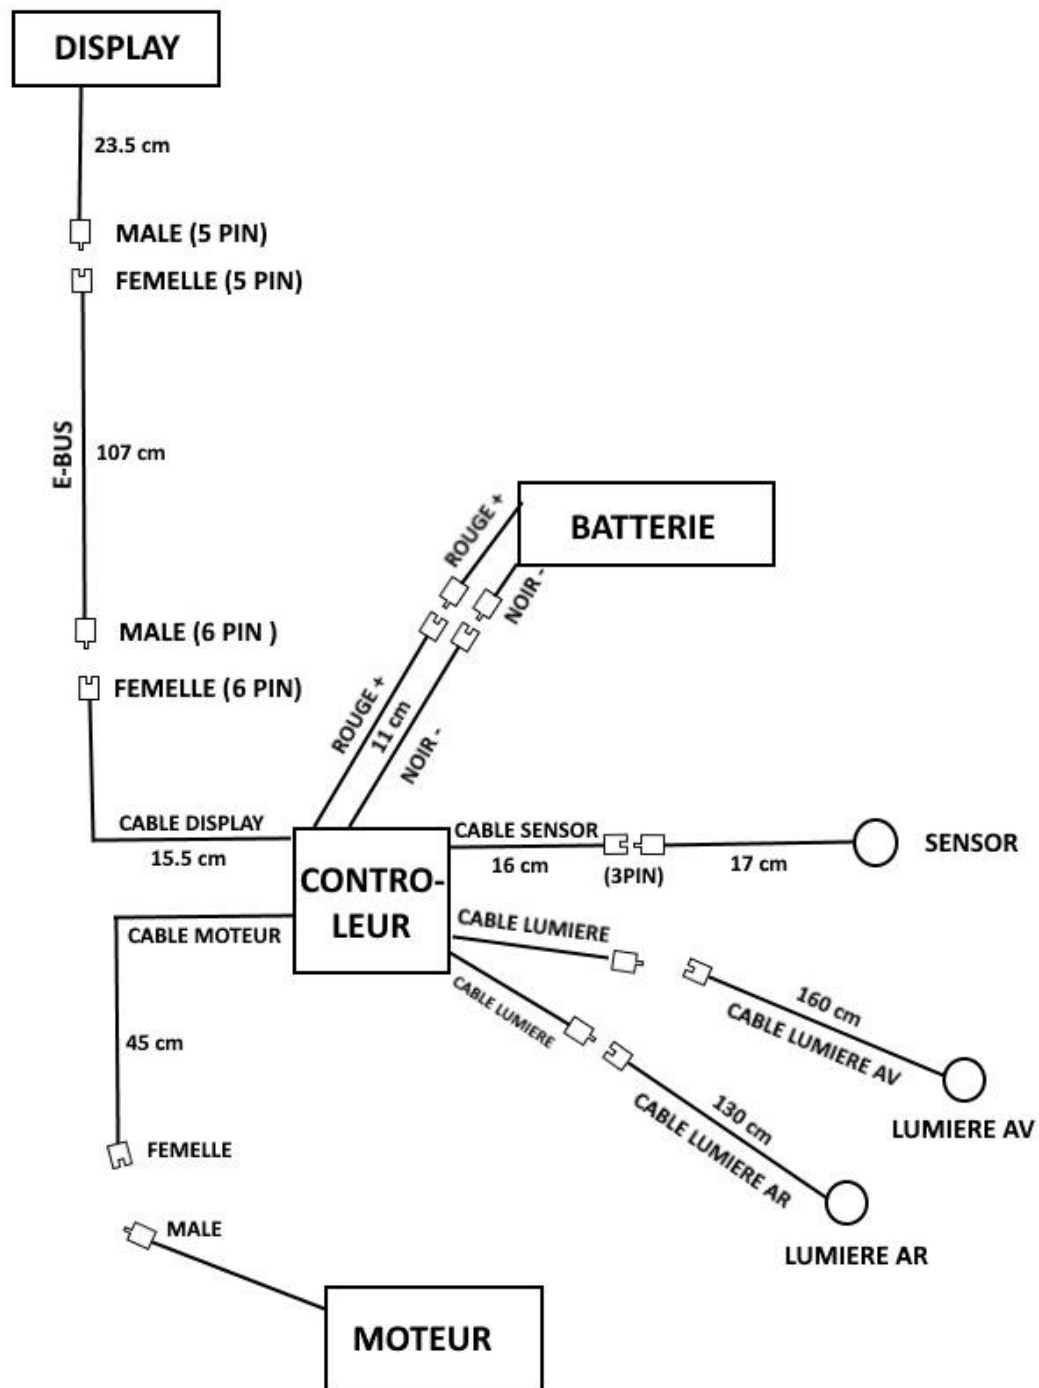 DISPLAY
23.5 cm
MALE (5 PIN)
FEMELLE (5 PIN)
E-BUS
107 cm
MALE (6 PIN )
FEMELLE (6 PIN)
CABLE DISPLAY
15.5 cm
BATTERIE
ROUGE +
NOIR -
ROUGE +
11 cm
NOIR -
CONTRO-
LEUR
CABLE SENSOR
16 cm
(3PIN)
17 cm
SENSOR
CABLE MOTEUR
45 cm
FEMELLE
MALE
MOTEUR
CABLE LUMIERE
160 cm
CABLE LUMIERE AV
LUMIERE AV
CABLE LUMIERE
130 cm
CABLE LUMIERE AR
LUMIERE AR